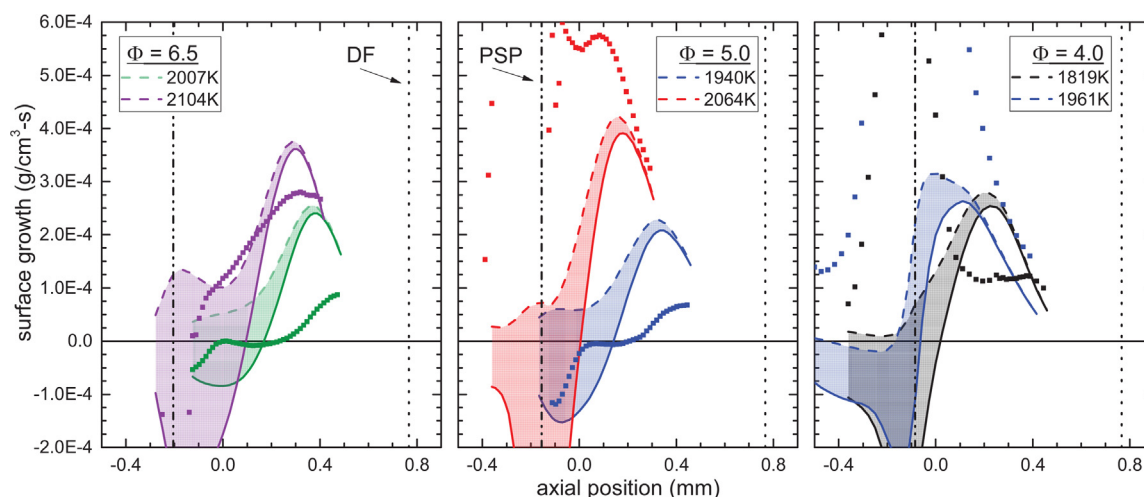 surface growth (g/cm³-s)
6.0E-4
5.0E-4
4.0E-4
3.0E-4
2.0E-4
1.0E-4
0.0
-1.0E-4
-2.0E-4
Φ = 6.5
2007K
2104K
DF
-0.4 0.0 0.4 0.8
PSP
Φ = 5.0
1940K
2064K
-0.4 0.0 0.4 0.8
Φ = 4.0
1819K
1961K
-0.4 0.0 0.4 0.8
axial position (mm)